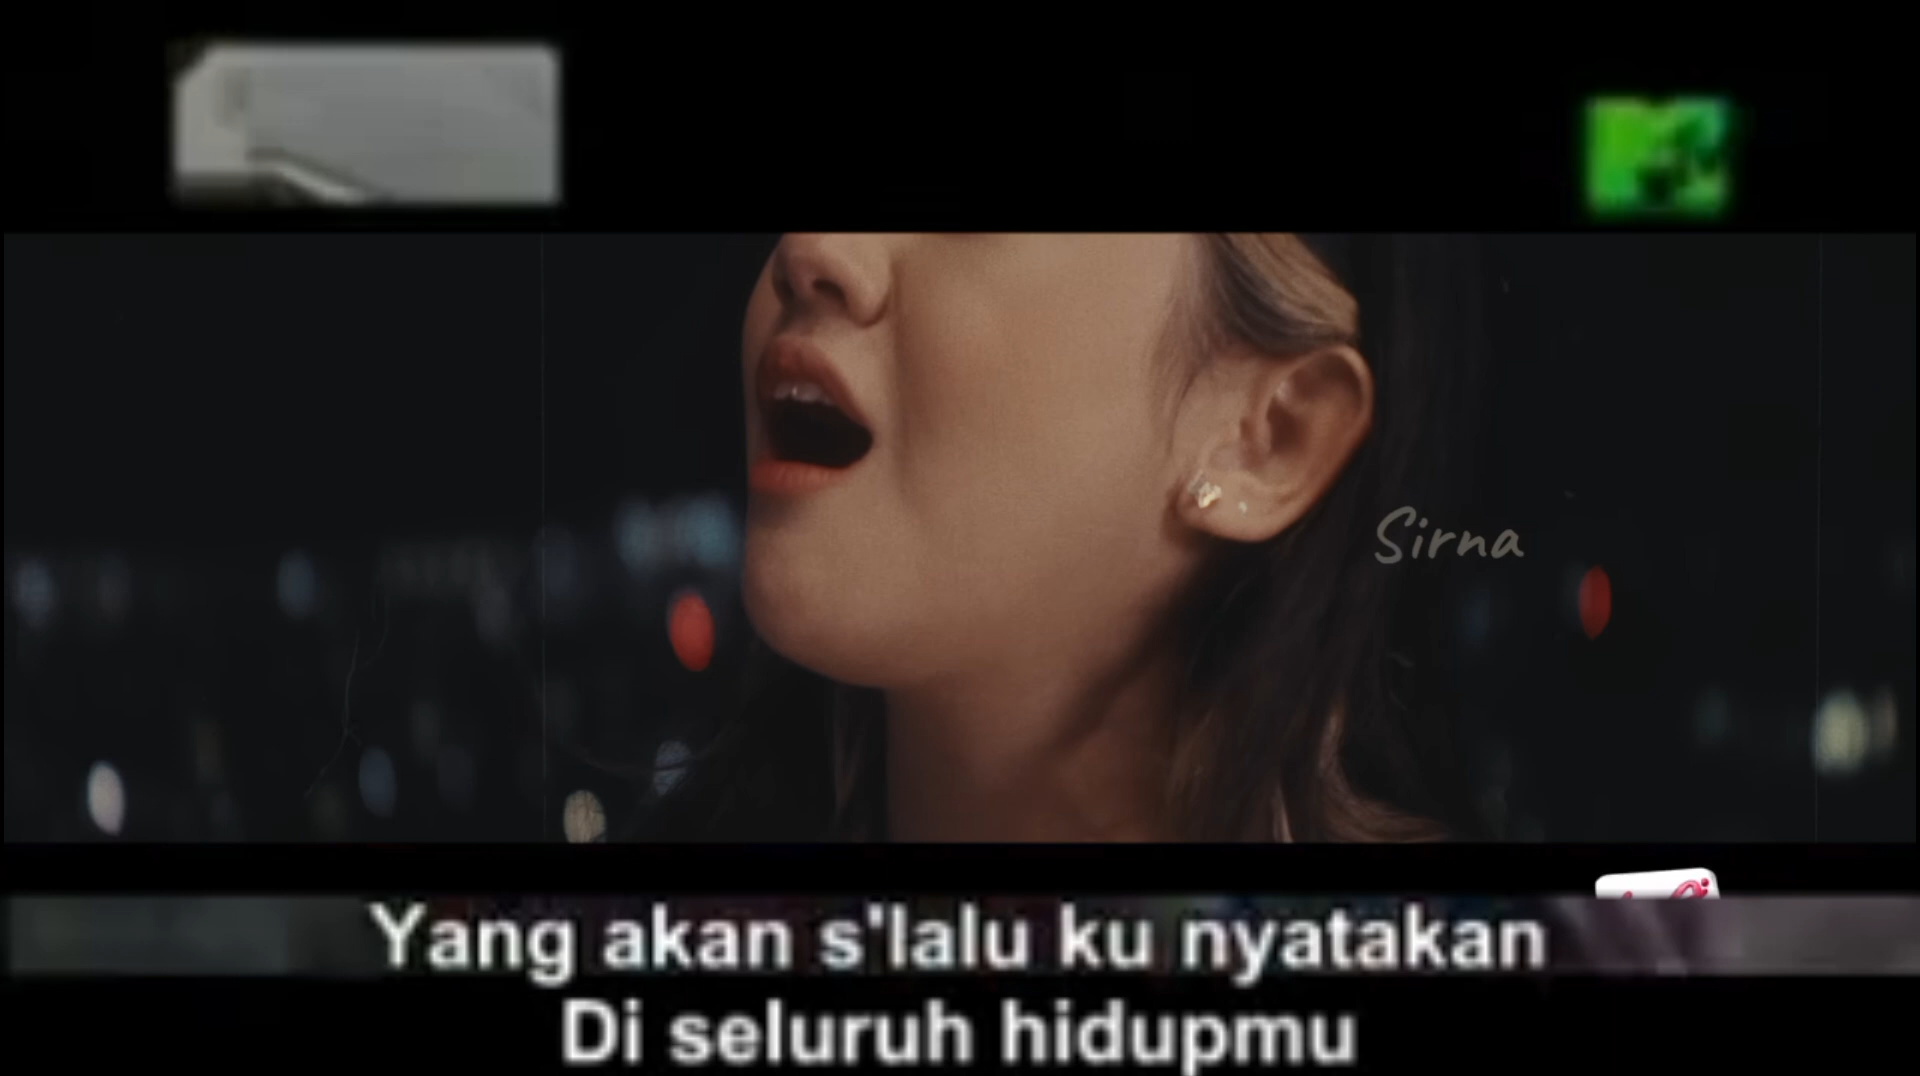 Sirna
Yang akan s'lalu ku nyatakan
Di seluruh hidupmu